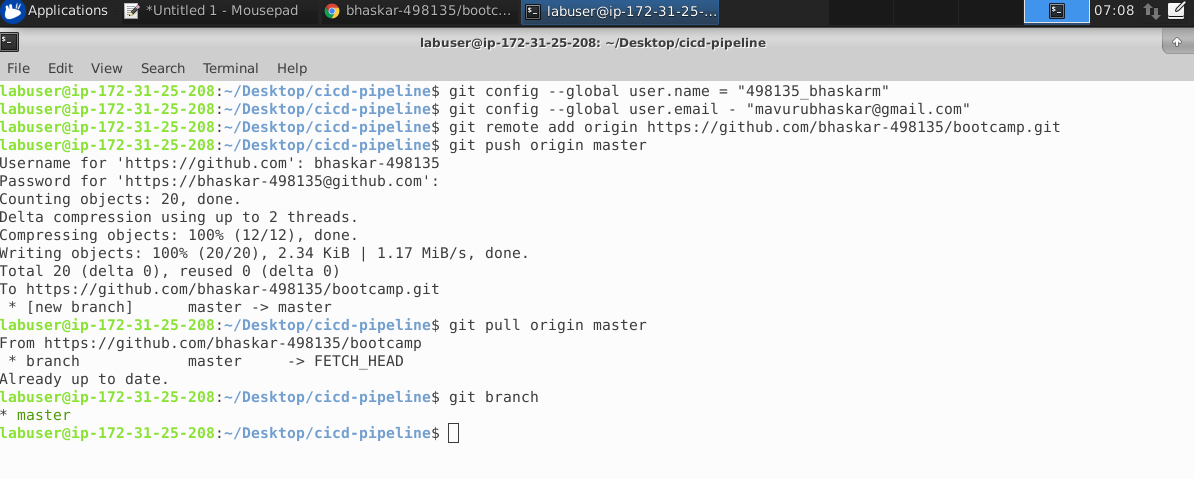 Applications *Untitled 1 - Mousepad bhaskar-498135/bootc... labuser@ip-172-31-25-... 07:08
labuser@ip-172-31-25-208: ~/Desktop/cicd-pipeline
File Edit View Search Terminal Help
labuser@ip-172-31-25-208:~/Desktop/cicd-pipeline$ git config --global user.name = "498135_bhaskarm"
labuser@ip-172-31-25-208:~/Desktop/cicd-pipeline$ git config --global user.email - "mavurubhaskar@gmail.com"
labuser@ip-172-31-25-208:~/Desktop/cicd-pipeline$ git remote add origin https://github.com/bhaskar-498135/bootcamp.git
labuser@ip-172-31-25-208:~/Desktop/cicd-pipeline$ git push origin master
Username for 'https://github.com': bhaskar-498135
Password for 'https://bhaskar-498135@github.com':
Counting objects: 20, done.
Delta compression using up to 2 threads.
Compressing objects: 100% (12/12), done.
Writing objects: 100% (20/20), 2.34 KiB | 1.17 MiB/s, done.
Total 20 (delta 0), reused 0 (delta 0)
To https://github.com/bhaskar-498135/bootcamp.git
 * [new branch]      master -> master
labuser@ip-172-31-25-208:~/Desktop/cicd-pipeline$ git pull origin master
From https://github.com/bhaskar-498135/bootcamp
 * branch            master     -> FETCH_HEAD
Already up to date.
labuser@ip-172-31-25-208:~/Desktop/cicd-pipeline$ git branch
* master
labuser@ip-172-31-25-208:~/Desktop/cicd-pipeline$